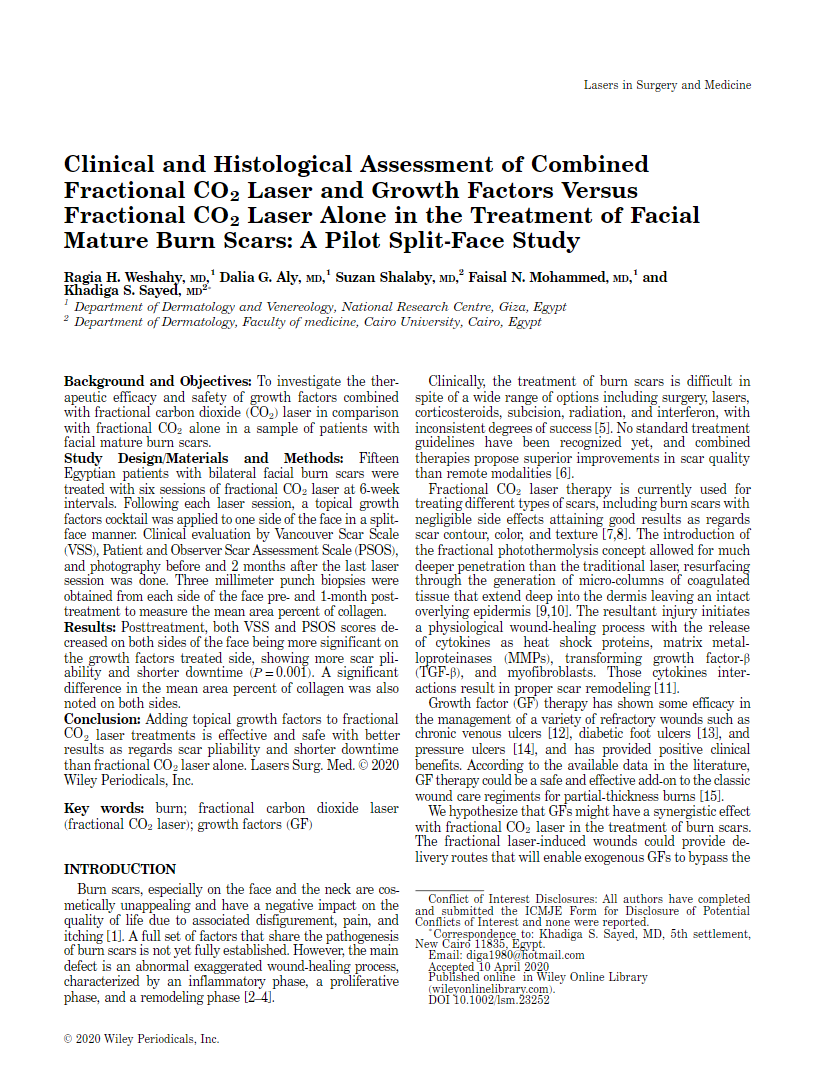 Lasers in Surgery and Medicine
Clinical and Histological Assessment of Combined
Fractional CO2 Laser and Growth Factors Versus
Fractional CO2 Laser Alone in the Treatment of Facial
Mature Burn Scars: A Pilot Split-Face Study
Ragia H. Weshahy, MD,1 Dalia G. Aly, MD,1 Suzan Shalaby, MD,2 Faisal N. Mohammed, MD,1 and
Khadiga S. Sayed, MD2*
1 Department of Dermatology and Venereology, National Research Centre, Giza, Egypt
2 Department of Dermatology, Faculty of medicine, Cairo University, Cairo, Egypt
Background and Objectives: To investigate the ther-
apeutic efficacy and safety of growth factors combined
with fractional carbon dioxide (CO2) laser in comparison
with fractional CO2 alone in a sample of patients with
facial mature burn scars.
Study Design/Materials and Methods: Fifteen
Egyptian patients with bilateral facial burn scars were
treated with six sessions of fractional CO2 laser at 6-week
intervals. Following each laser session, a topical growth
factors cocktail was applied to one side of the face in a split-
face manner. Clinical evaluation by Vancouver Scar Scale
(VSS), Patient and Observer Scar Assessment Scale (PSOS),
and photography before and 2 months after the last laser
session was done. Three millimeter punch biopsies were
obtained from each side of the face pre- and 1-month post-
treatment to measure the mean area percent of collagen.
Results: Posttreatment, both VSS and PSOS scores de-
creased on both sides of the face being more significant on
the growth factors treated side, showing more scar pli-
ability and shorter downtime (P = 0.001). A significant
difference in the mean area percent of collagen was also
noted on both sides.
Conclusion: Adding topical growth factors to fractional
CO2 laser treatments is effective and safe with better
results as regards scar pliability and shorter downtime
than fractional CO2 laser alone. Lasers Surg. Med. © 2020
Wiley Periodicals, Inc.
Key words: burn; fractional carbon dioxide laser
(fractional CO2 laser); growth factors (GF)
INTRODUCTION
Burn scars, especially on the face and the neck are cos-
metically unappealing and have a negative impact on the
quality of life due to associated disfigurement, pain, and
itching [1]. A full set of factors that share the pathogenesis
of burn scars is not yet fully established. However, the main
defect is an abnormal exaggerated wound-healing process,
characterized by an inflammatory phase, a proliferative
phase, and a remodeling phase [2–4].
Clinically, the treatment of burn scars is difficult in
spite of a wide range of options including surgery, lasers,
corticosteroids, subcision, radiation, and interferon, with
inconsistent degrees of success [5]. No standard treatment
guidelines have been recognized yet, and combined
therapies propose superior improvements in scar quality
than remote modalities [6].
Fractional CO2 laser therapy is currently used for
treating different types of scars, including burn scars with
negligible side effects attaining good results as regards
scar contour, color, and texture [7,8]. The introduction of
the fractional photothermolysis concept allowed for much
deeper penetration than the traditional laser, resurfacing
through the generation of micro-columns of coagulated
tissue that extend deep into the dermis leaving an intact
overlying epidermis [9,10]. The resultant injury initiates
a physiological wound-healing process with the release
of cytokines as heat shock proteins, matrix metal-
loproteinases (MMPs), transforming growth factor-β
(TGF-β), and myofibroblasts. Those cytokines inter-
actions result in proper scar remodeling [11].
Growth factor (GF) therapy has shown some efficacy in
the management of a variety of refractory wounds such as
chronic venous ulcers [12], diabetic foot ulcers [13], and
pressure ulcers [14], and has provided positive clinical
benefits. According to the available data in the literature,
GF therapy could be a safe and effective add-on to the classic
wound care regiments for partial-thickness burns [15].
We hypothesize that GFs might have a synergistic effect
with fractional CO2 laser in the treatment of burn scars.
The fractional laser-induced wounds could provide de-
livery routes that will enable exogenous GFs to bypass the
Conflict of Interest Disclosures: All authors have completed
and submitted the ICMJE Form for Disclosure of Potential
Conflicts of Interest and none were reported.
*Correspondence to: Khadiga S. Sayed, MD, 5th settlement,
New Cairo 11835, Egypt.
Email: diga1980@hotmail.com
Accepted 10 April 2020
Published online in Wiley Online Library
(wileyonlinelibrary.com).
DOI 10.1002/lsm.23252
© 2020 Wiley Periodicals, Inc.